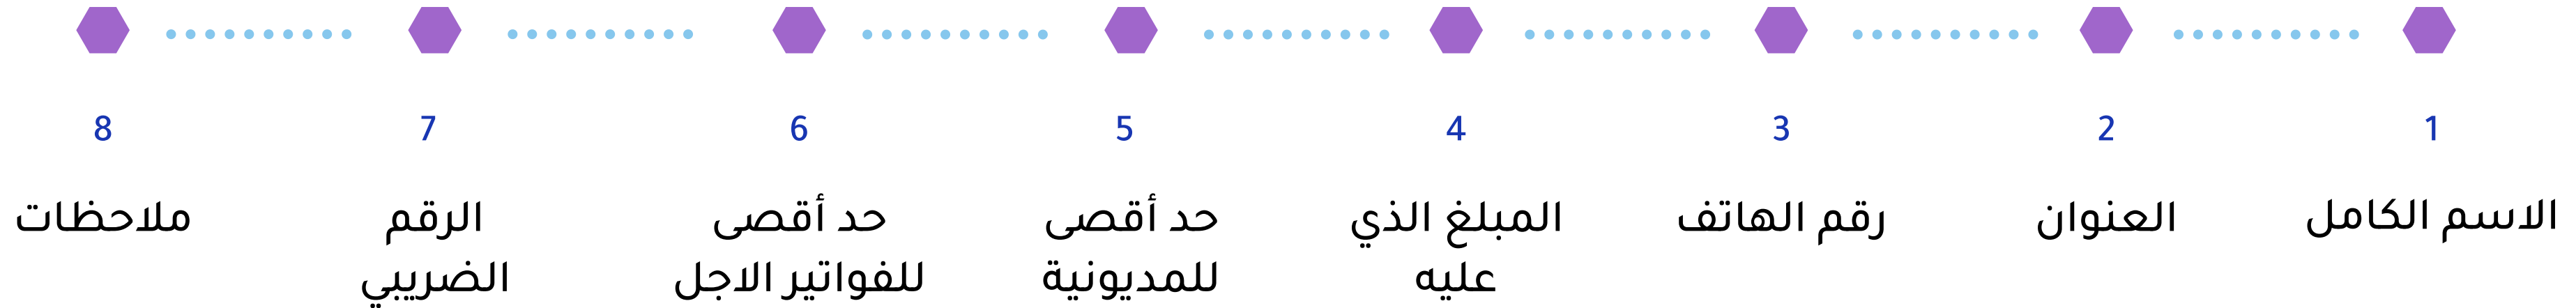 1
الاسم الكامل
2
العنوان
3
رقم الهاتف
4
المبلغ الذي
عليه
5
حد أقصى
للمديونية
6
حد أقصى
للفواتير الاجل
7
الرقم
الضريبي
8
ملاحظات